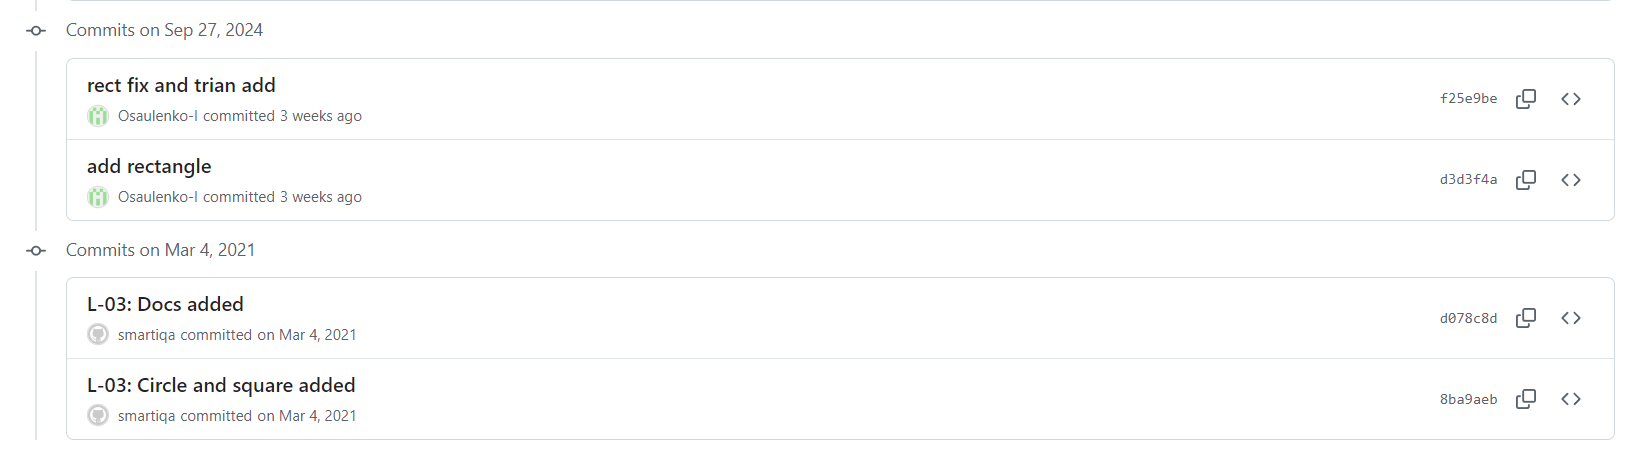 Commits on Sep 27, 2024
rect fix and trian add
Osaulenko-I committed 3 weeks ago
f25e9be
add rectangle
Osaulenko-I committed 3 weeks ago
d3d3f4a
Commits on Mar 4, 2021
L-03: Docs added
smartiqa committed on Mar 4, 2021
d078c8d
L-03: Circle and square added
smartiqa committed on Mar 4, 2021
8ba9aeb